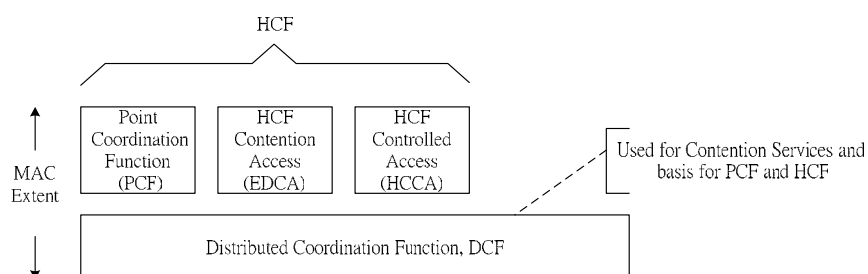 HCF
Point
Coordination
Function
(PCF)
HCF
Contention
Access
(EDCA)
HCF
Controlled
Access
(HCCA)
MAC
Extent
Used for Contention Services and
basis for PCF and HCF
Distributed Coordination Function, DCF